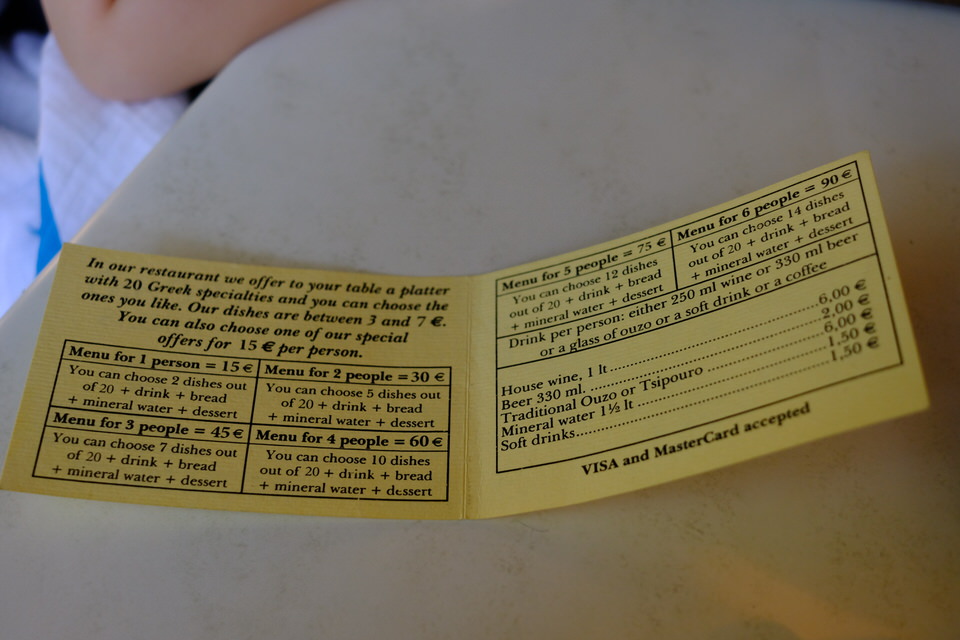 In our restaurant we offer to your table a platter
with 20 Greek specialties and you can choose the
ones you like. Our dishes are between 3 and 7 €.
You can also choose one of our special
offers for 15 € per person.
Menu for 1 person = 15 €
You can choose 2 dishes out
of 20 + drink + bread
+ mineral water + dessert
Menu for 2 people = 30 €
You can choose 5 dishes out
of 20 + drink + bread
+ mineral water + dessert
Menu for 3 people = 45 €
You can choose 7 dishes out
of 20 + drink + bread
+ mineral water + dessert
Menu for 4 people = 60 €
You can choose 10 dishes
out of 20 + drink + bread
+ mineral water + dessert
Menu for 5 people = 75 €
You can choose 12 dishes
out of 20 + drink + bread
+ mineral water + dessert
Menu for 6 people = 90 €
You can choose 14 dishes
out of 20 + drink + bread
+ mineral water + dessert
Drink per person: either 250 ml wine or 330 ml beer
or a glass of ouzo or a soft drink or a coffee
House wine, 1 lt.....6,00 €
Beer 330 ml. .....2,00 €
Traditional Ouzo or Tsipouro .....6,00 €
Mineral water 1½ lt .....1,50 €
Soft drinks.....1,50 €
VISA and MasterCard accepted